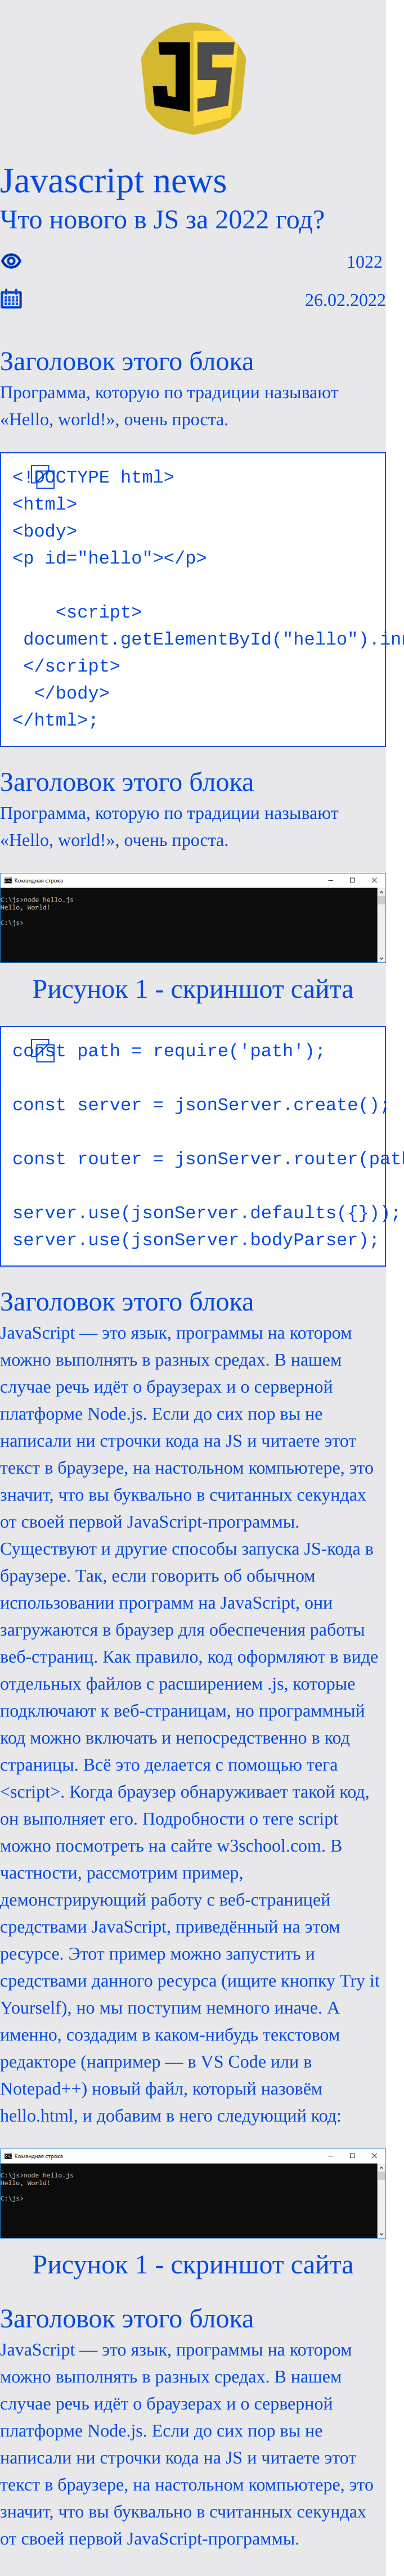 JS
Javascript news
Что нового в JS за 2022 год?
1022
26.02.2022
Заголовок этого блока
Программа, которую по традиции называют
«Hello, world!», очень проста.
<!DOCTYPE html>
<html>
<body>
<p id="hello"></p>
<script>
document.getElementById("hello").inn
</script>
</body>
</html>;
Заголовок этого блока
Программа, которую по традиции называют
«Hello, world!», очень проста.
Командная строка
C:\js>node hello.js
Hello, World!
C:\js>
Рисунок 1 - скриншот сайта
const path = require('path');
const server = jsonServer.create();
const router = jsonServer.router(path
server.use(jsonServer.defaults({}));
server.use(jsonServer.bodyParser);
Заголовок этого блока
JavaScript — это язык, программы на котором
можно выполнять в разных средах. В нашем
случае речь идёт о браузерах и о серверной
платформе Node.js. Если до сих пор вы не
написали ни строчки кода на JS и читаете этот
текст в браузере, на настольном компьютере, это
значит, что вы буквально в считанных секундах
от своей первой JavaScript-программы.
Существуют и другие способы запуска JS-кода в
браузере. Так, если говорить об обычном
использовании программ на JavaScript, они
загружаются в браузер для обеспечения работы
веб-страниц. Как правило, код оформляют в виде
отдельных файлов с расширением .js, которые
подключают к веб-страницам, но программный
код можно включать и непосредственно в код
страницы. Всё это делается с помощью тега
<script>. Когда браузер обнаруживает такой код,
он выполняет его. Подробности о теге script
можно посмотреть на сайте w3school.com. В
частности, рассмотрим пример,
демонстрирующий работу с веб-страницей
средствами JavaScript, приведённый на этом
ресурсе. Этот пример можно запустить и
средствами данного ресурса (ищите кнопку Try it
Yourself), но мы поступим немного иначе. А
именно, создадим в каком-нибудь текстовом
редакторе (например — в VS Code или в
Notepad++) новый файл, который назовём
hello.html, и добавим в него следующий код:
Командная строка
C:\js>node hello.js
Hello, World!
C:\js>
Рисунок 1 - скриншот сайта
Заголовок этого блока
JavaScript — это язык, программы на котором
можно выполнять в разных средах. В нашем
случае речь идёт о браузерах и о серверной
платформе Node.js. Если до сих пор вы не
написали ни строчки кода на JS и читаете этот
текст в браузере, на настольном компьютере, это
значит, что вы буквально в считанных секундах
от своей первой JavaScript-программы.